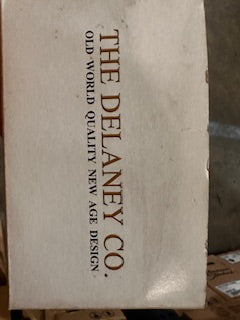 THE DELANEY CO.
OLD WORLD QUALITY NEW AGE DESIGN